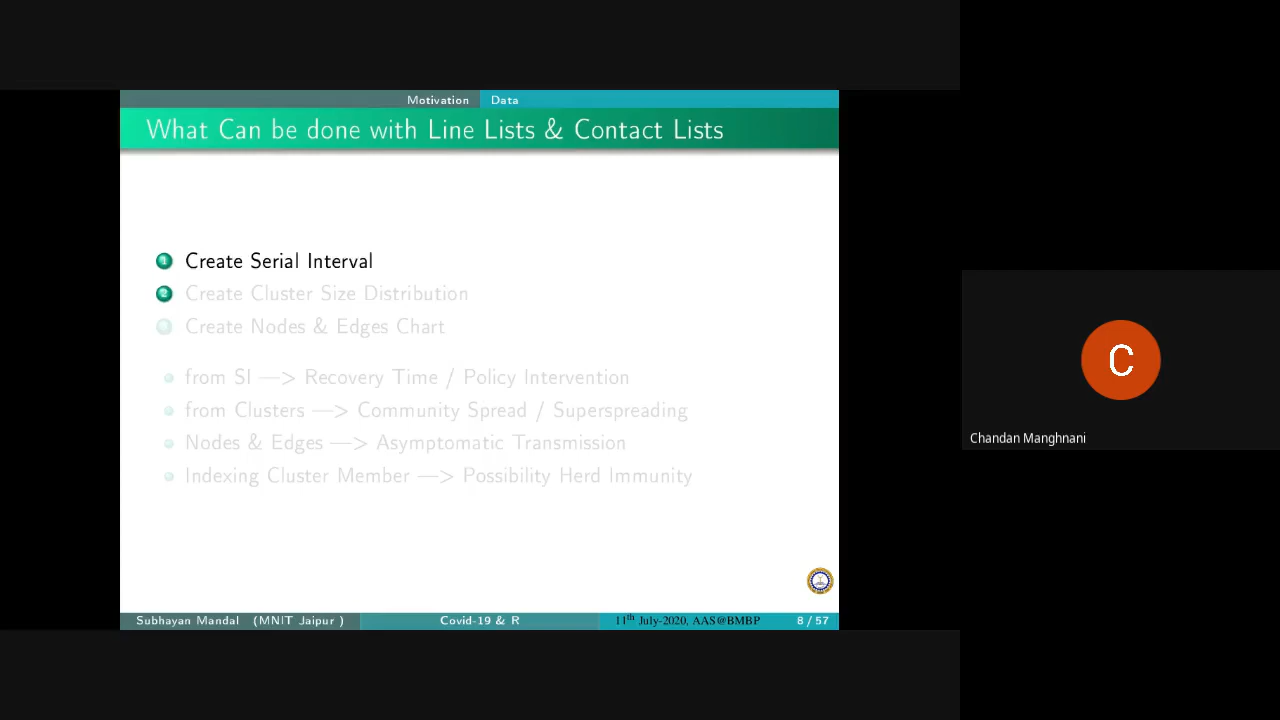 Motivation Data
What Can be done with Line Lists & Contact Lists
1 Create Serial Interval
2 Create Cluster Size Distribution
3 Create Nodes & Edges Chart
from SI —> Recovery Time / Policy Intervention
from Clusters —> Community Spread / Superspreading
Nodes & Edges —> Asymptomatic Transmission
Indexing Cluster Member —> Possibility Herd Immunity
Subhayan Mandal (MNIT Jaipur ) Covid-19 & R 11th July-2020, AAS@BMBP 8 / 57
C
Chandan Manghnani